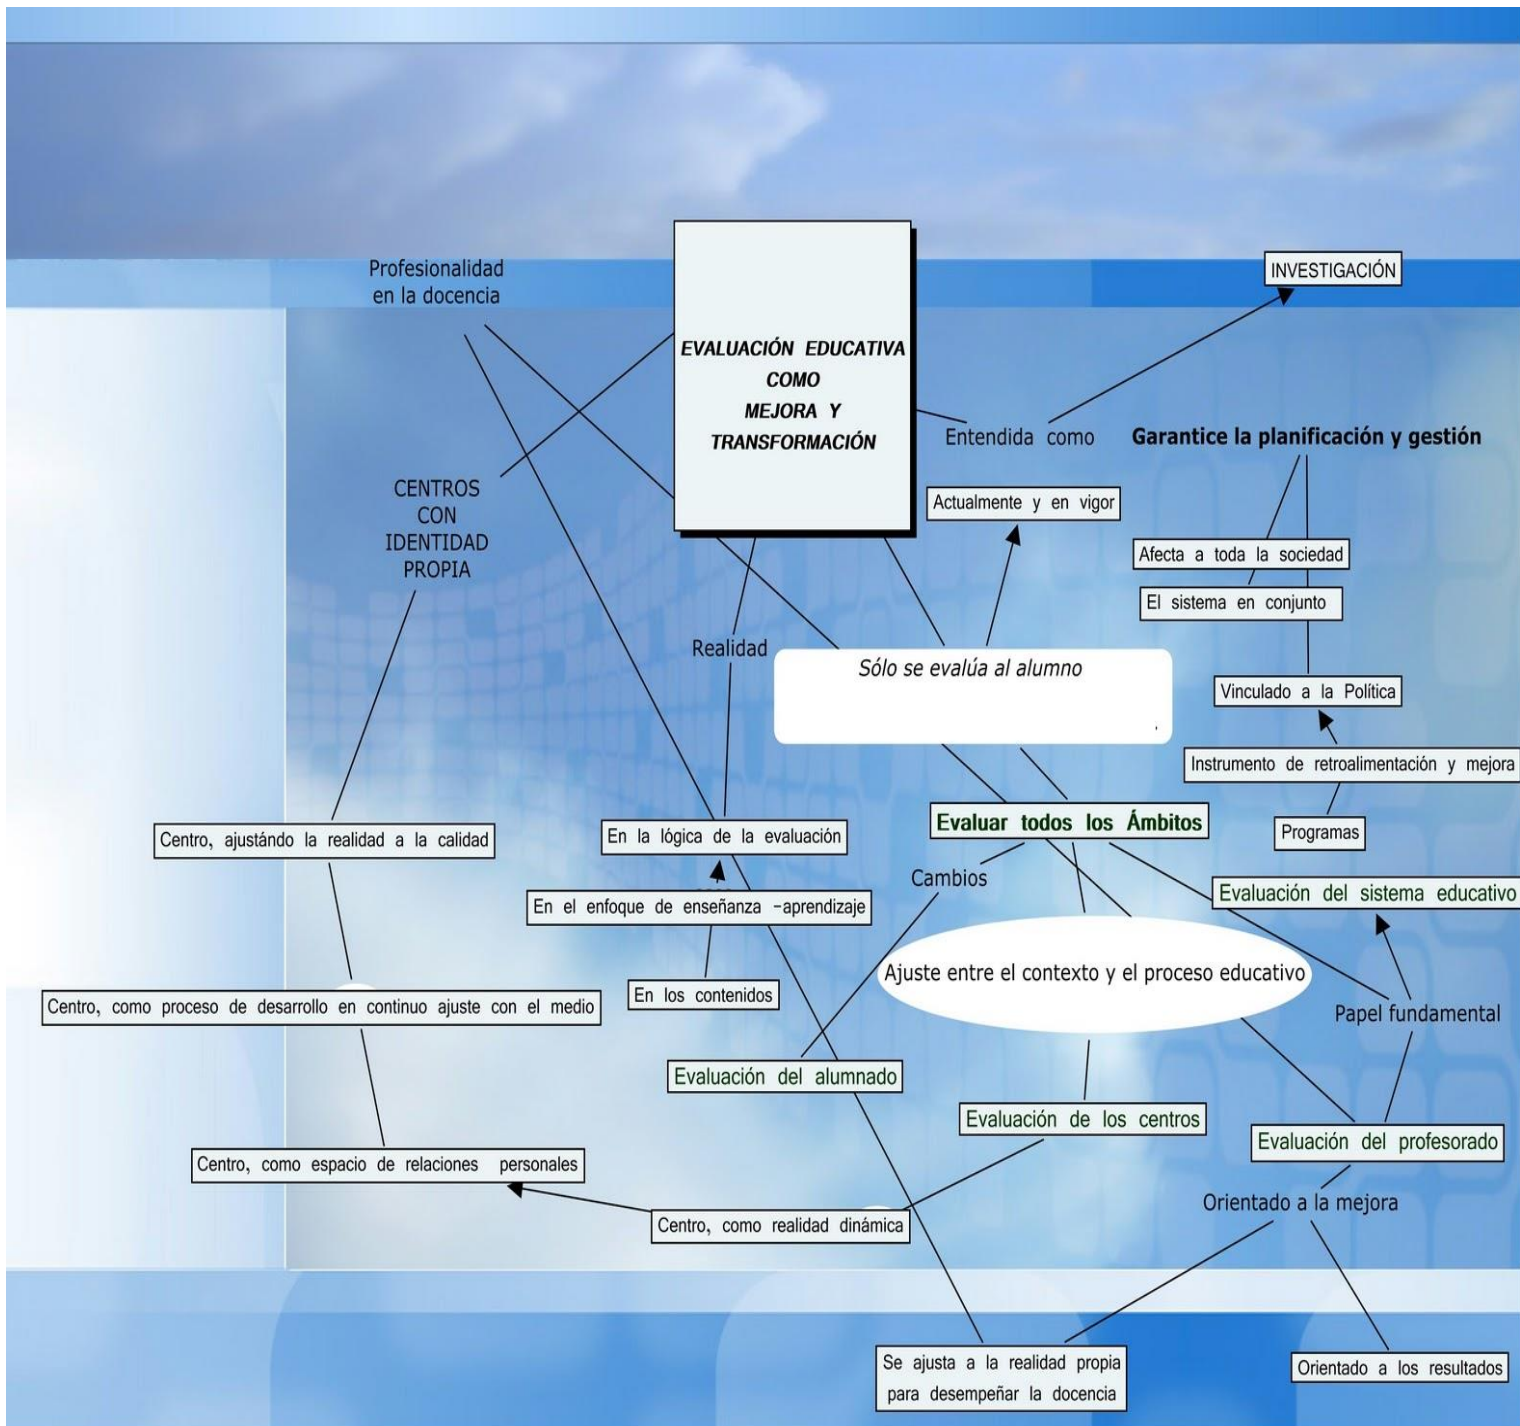 Profesionalidad
en la docencia
EVALUACIÓN EDUCATIVA
COMO
MEJORA Y
TRANSFORMACIÓN
INVESTIGACIÓN
Entendida como
Garantice la planificación y gestión
CENTROS
CON
IDENTIDAD
PROPIA
Actualmente y en vigor
Afecta a toda la sociedad
El sistema en conjunto
Realidad
Sólo se evalúa al alumno
.
Vinculado a la Política
Instrumento de retroalimentación y mejora
Programas
Evaluar todos los Ámbitos
Centro, ajustándo la realidad a la calidad
En la lógica de la evaluación
Cambios
Evaluación del sistema educativo
En el enfoque de enseñanza -aprendizaje
Ajuste entre el contexto y el proceso educativo
En los contenidos
Centro, como proceso de desarrollo en continuo ajuste con el medio
Papel fundamental
Evaluación del alumnado
Evaluación de los centros
Evaluación del profesorado
Centro, como espacio de relaciones personales
Orientado a la mejora
Centro, como realidad dinámica
Se ajusta a la realidad propia
para desempeñar la docencia
Orientado a los resultados